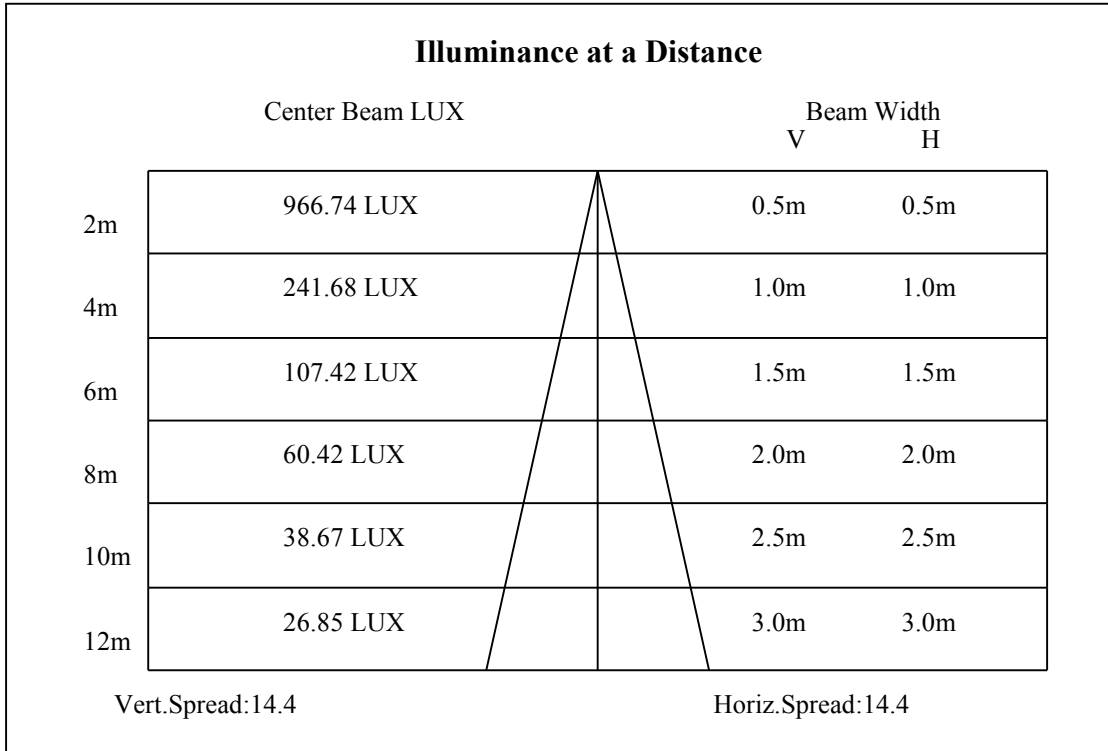 Illuminance at a Distance
Center Beam LUX Beam Width
V H
2m 966.74 LUX 0.5m 0.5m
4m 241.68 LUX 1.0m 1.0m
6m 107.42 LUX 1.5m 1.5m
8m 60.42 LUX 2.0m 2.0m
10m 38.67 LUX 2.5m 2.5m
12m 26.85 LUX 3.0m 3.0m
Vert.Spread:14.4 Horiz.Spread:14.4